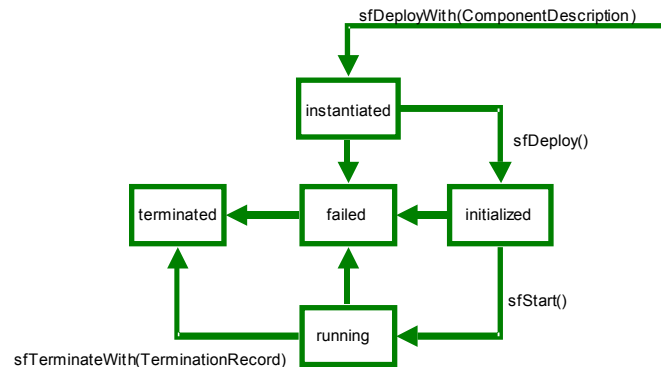 sfDeployWith(ComponentDescription)
instantiated
sfDeploy()
terminated
failed
initialized
sfStart()
running
sfTerminateWith(TerminationRecord)